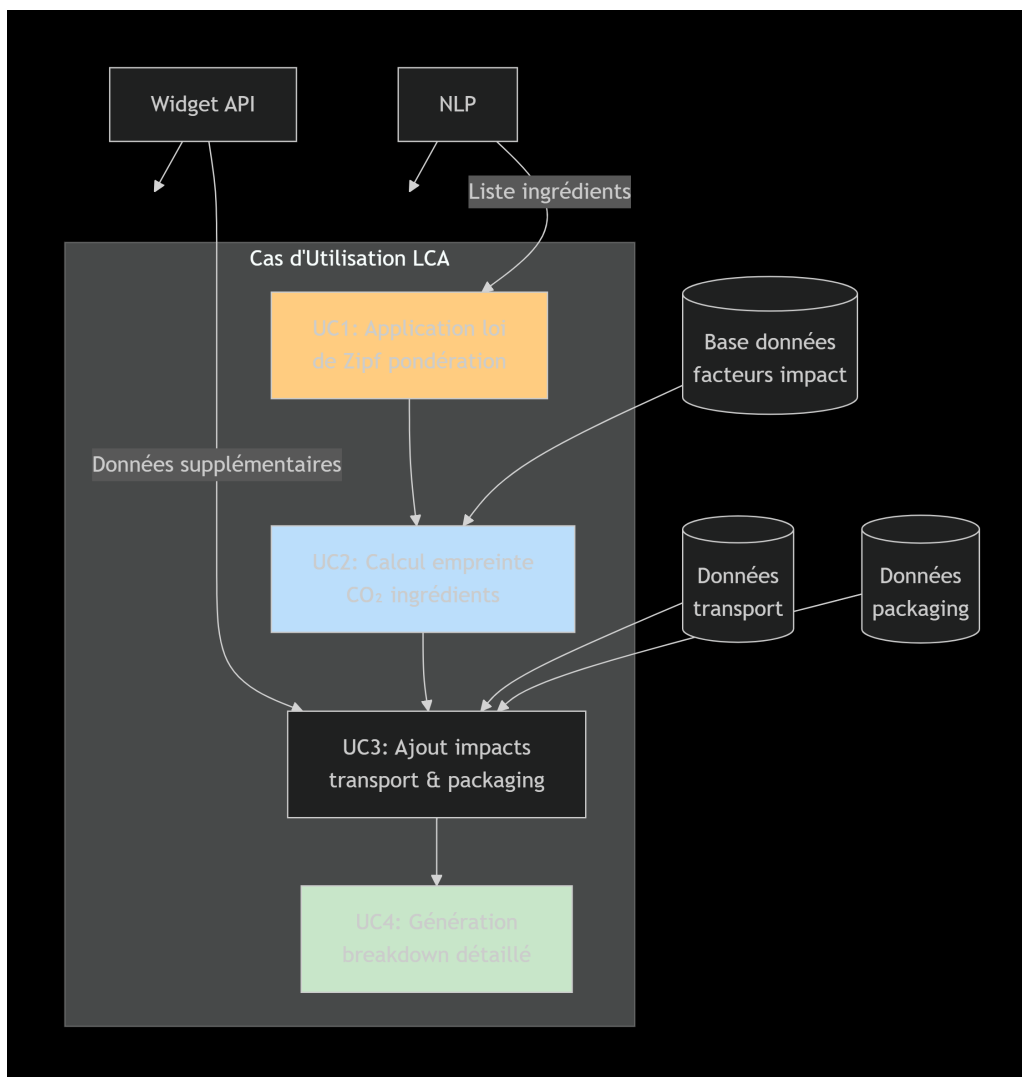 Widget API
NLP
Liste ingrédients
Cas d'Utilisation LCA
UC1: Application loi
de Zipf pondération
Base données
facteurs impact
Données supplémentaires
UC2: Calcul empreinte
CO₂ ingrédients
Données
transport
Données
packaging
UC3: Ajout impacts
transport & packaging
UC4: Génération
breakdown détaillé